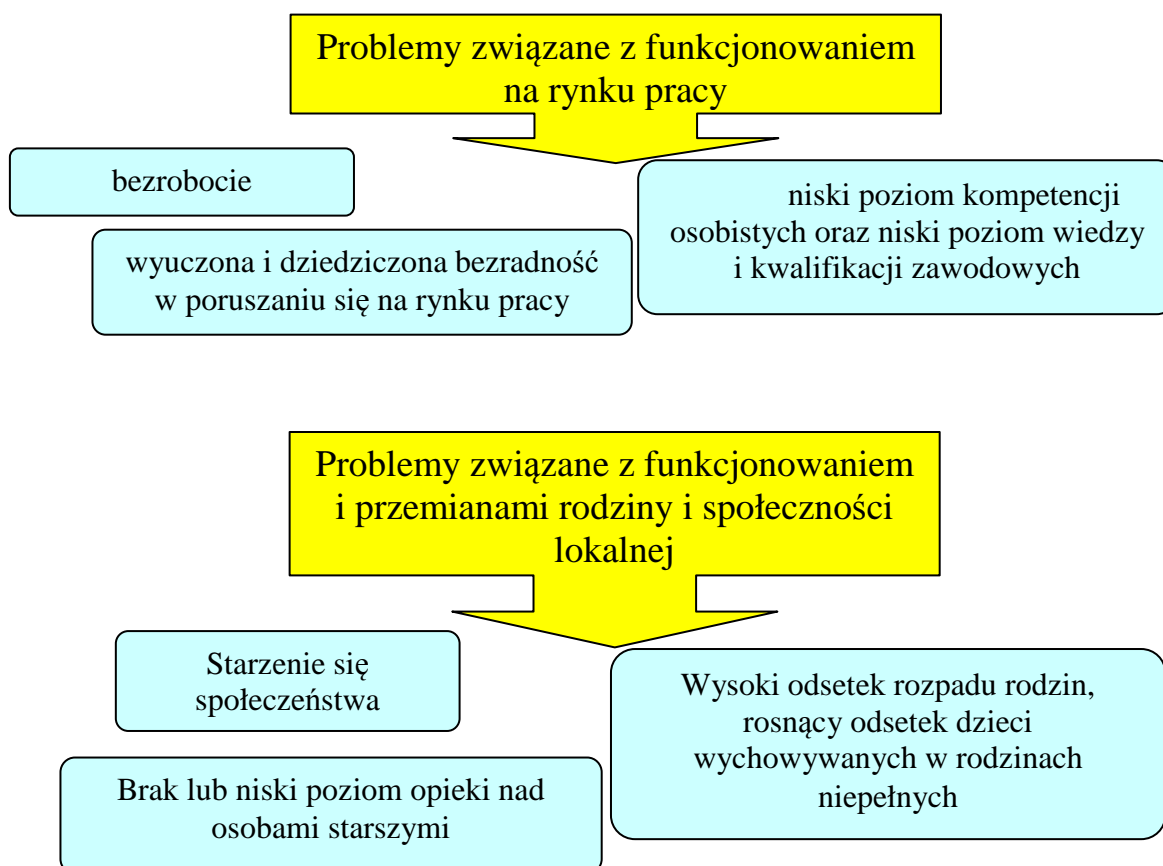 Problemy związane z funkcjonowaniem
na rynku pracy
bezrobocie
wyuczona i dziedziczona bezradność
w poruszaniu się na rynku pracy
niski poziom kompetencji
osobistych oraz niski poziom wiedzy
i kwalifikacji zawodowych
Problemy związane z funkcjonowaniem
i przemianami rodziny i społeczności
lokalnej
Starzenie się
społeczeństwa
Brak lub niski poziom opieki nad
osobami starszymi
Wysoki odsetek rozpadu rodzin,
rosnący odsetek dzieci
wychowywanych w rodzinach
niepełnych